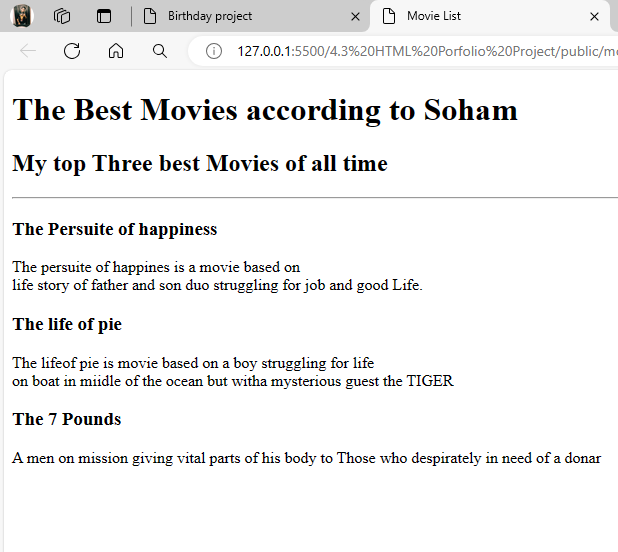 Birthday project
Movie List
127.0.0.1:5500/4.3%20HTML%20Porfolio%20Project/public/m
The Best Movies according to Soham
My top Three best Movies of all time
The Persuite of happiness
The persuite of happines is a movie based on
life story of father and son duo struggling for job and good Life.
The life of pie
The lifeof pie is movie based on a boy struggling for life
on boat in miidle of the ocean but witha mysterious guest the TIGER
The 7 Pounds
A men on mission giving vital parts of his body to Those who despirately in need of a donar